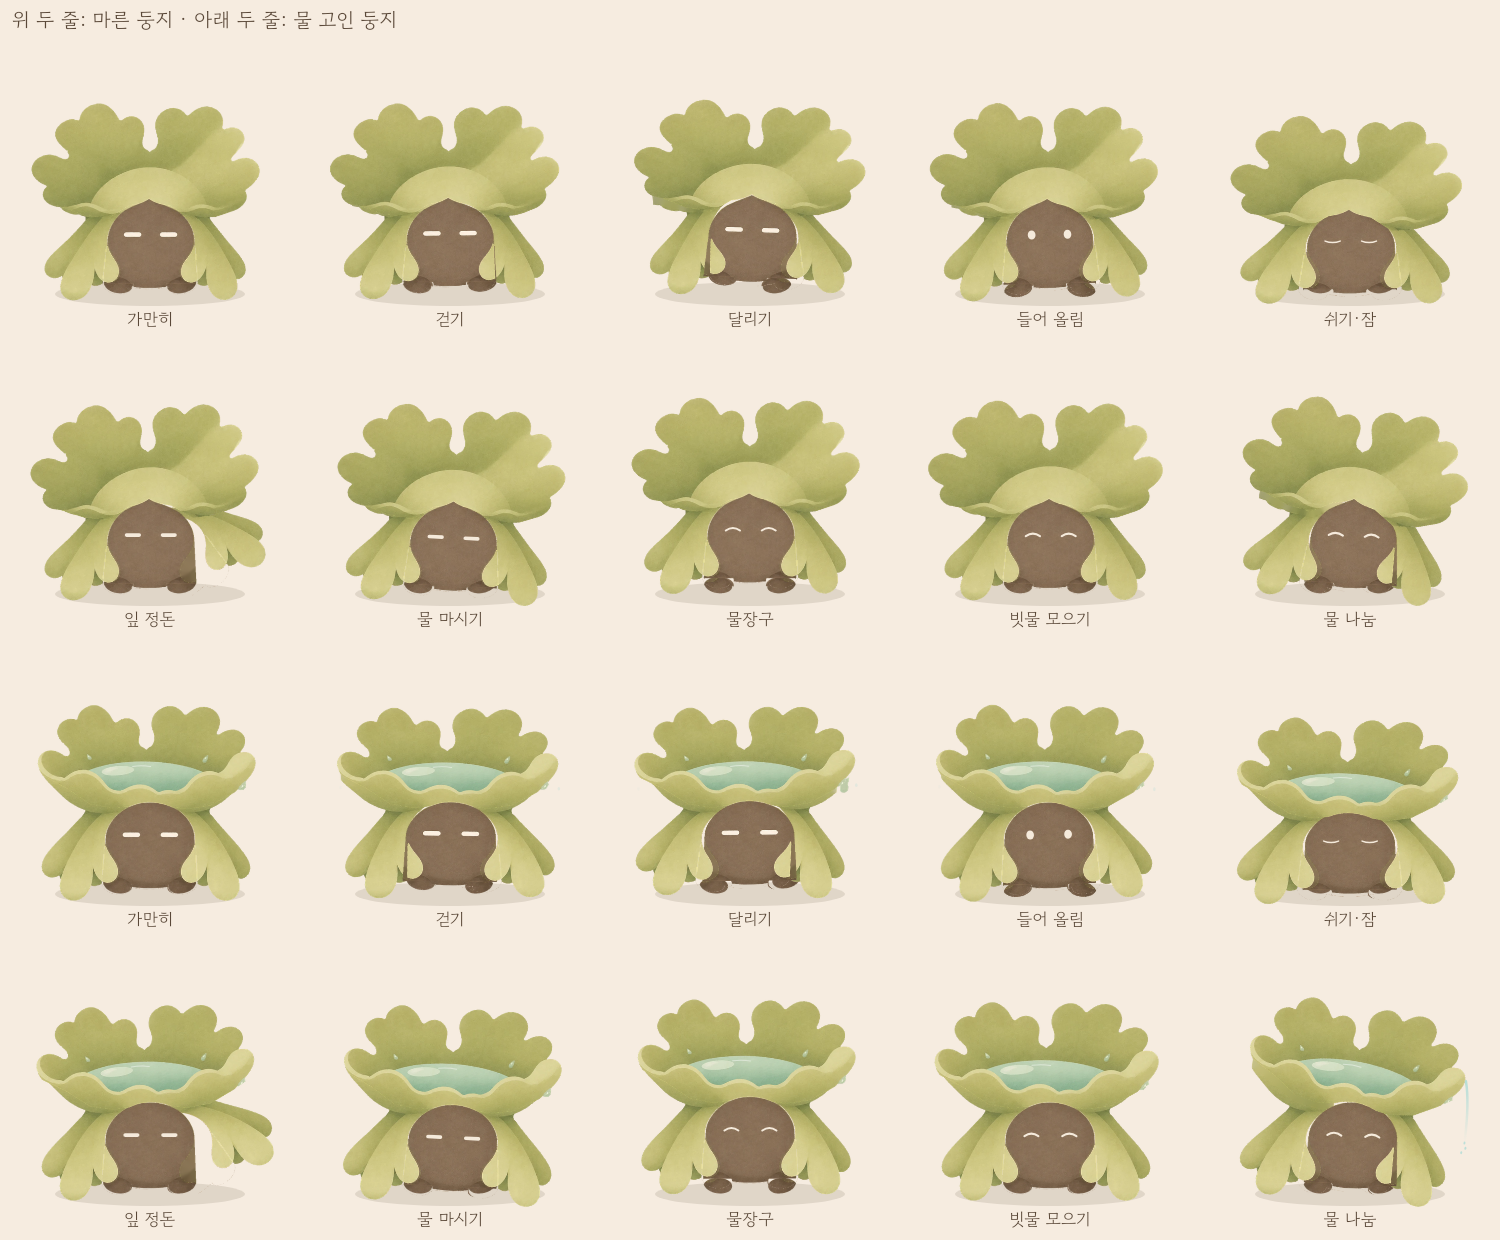 위 두 줄: 마른 둥지 · 아래 두 줄: 물 고인 둥지
가만히
걷기
달리기
들어 올림
쉬기·잠
잎 정돈
물 마시기
물장구
빗물 모으기
물 나눔
가만히
걷기
달리기
들어 올림
쉬기·잠
잎 정돈
물 마시기
물장구
빗물 모으기
물 나눔